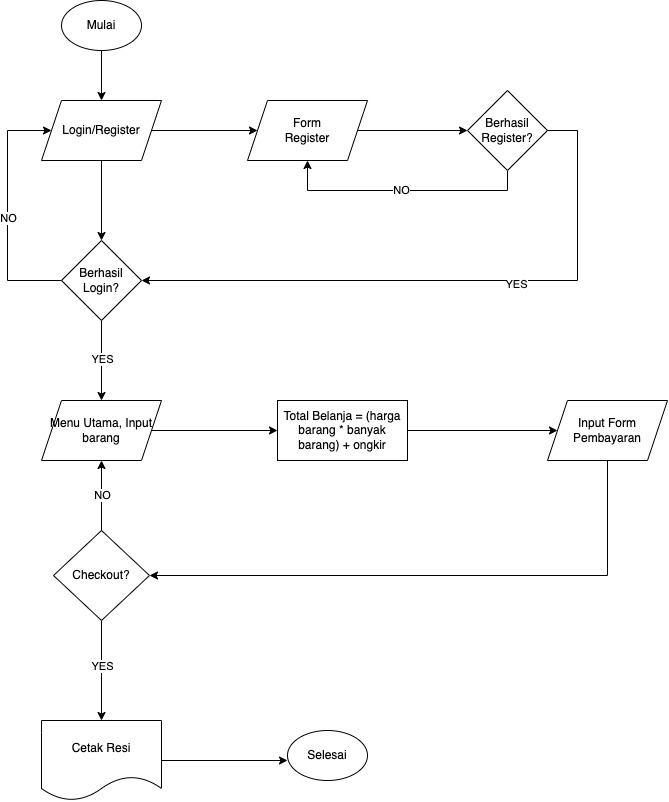 Mulai
Login/Register
Form
Register
Berhasil
Register?
NO
NO
Berhasil
Login?
YES
YES
Menu Utama, Input
barang
Total Belanja = (harga
barang * banyak
barang) + ongkir
Input Form
Pembayaran
NO
Checkout?
YES
Cetak Resi
Selesai